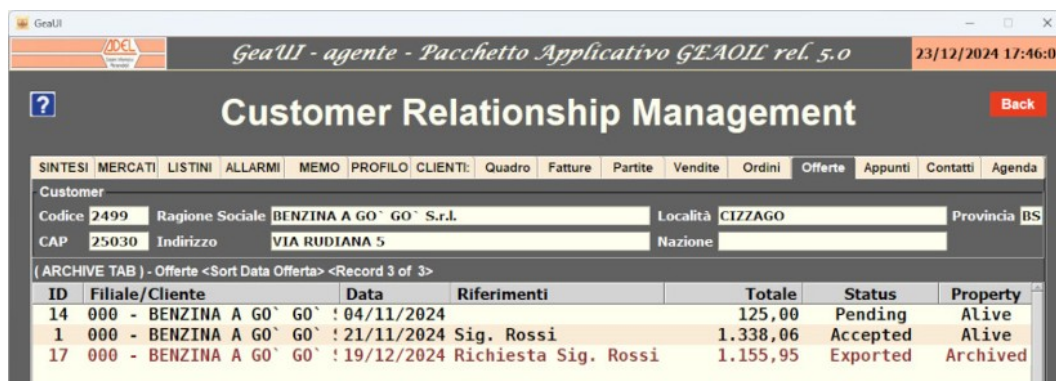 GeaUI
ADEL
GeaUI - agente - Pacchetto Applicativo GEAOIL rel. 5.0
23/12/2024 17:46:0
?
Customer Relationship Management
Back
SINTESI MERCATI LISTINI ALLARMI MEMO PROFILO CLIENTI: Quadro Fatture Partite Vendite Ordini Offerte Appunti Contatti Agenda
Customer
Codice 2499 Ragione Sociale BENZINA A GO` GO` S.r.l. Località CIZZAGO Provincia BS
CAP 25030 Indirizzo VIA RUDIANA 5 Nazione
( ARCHIVE TAB ) - Offerte <Sort Data Offerta> <Record 3 of 3>
ID Filiale/Cliente Data Riferimenti Totale Status Property
14 000 - BENZINA A GO` GO` 04/11/2024 125,00 Pending Alive
1 000 - BENZINA A GO` GO` 21/11/2024 Sig. Rossi 1.338,06 Accepted Alive
17 000 - BENZINA A GO` GO` 19/12/2024 Richiesta Sig. Rossi 1.155,95 Exported Archived